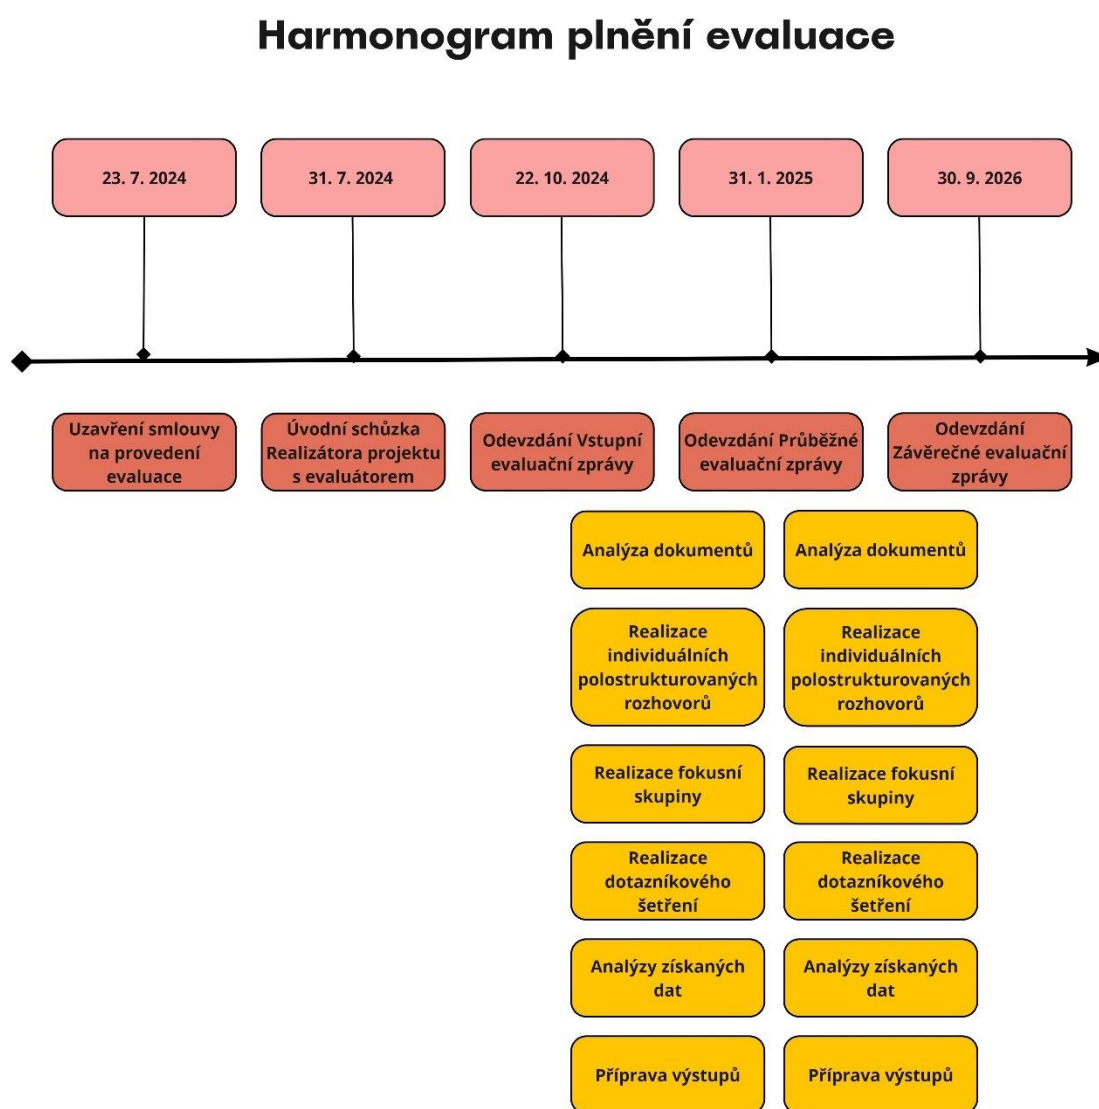 Harmonogram plnění evaluace
23. 7. 2024
31. 7. 2024
22. 10. 2024
31. 1. 2025
30. 9. 2026
Uzavření smlouvy
na provedení
evaluace
Úvodní schůzka
Realizátora projektu
s evaluátorem
Odevzdání Vstupní
evaluační zprávy
Odevzdání Průběžné
evaluační zprávy
Odevzdání
Závěrečné evaluační
zprávy
Analýza dokumentů
Analýza dokumentů
Realizace
individuálních
polostrukturovaných
rozhovorů
Realizace
individuálních
polostrukturovaných
rozhovorů
Realizace fokusní
skupiny
Realizace fokusní
skupiny
Realizace
dotazníkového
šetření
Realizace
dotazníkového
šetření
Analýzy získaných
dat
Analýzy získaných
dat
Příprava výstupů
Příprava výstupů